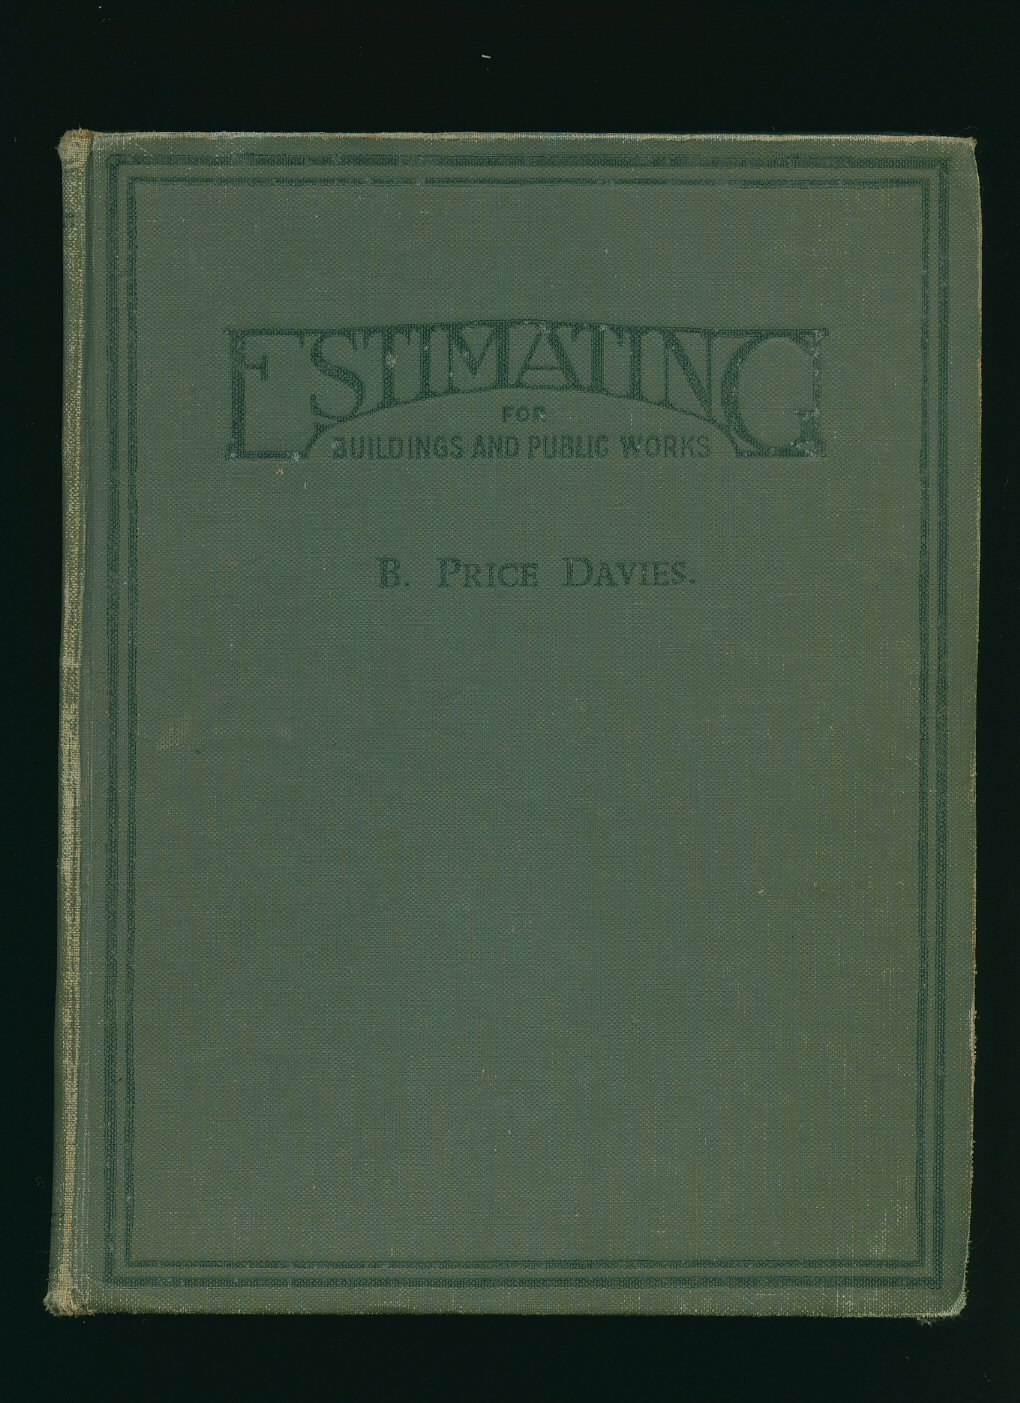 ESTIMATING
FOR
BUILDINGS AND PUBLIC WORKS
B. PRICE DAVIES.